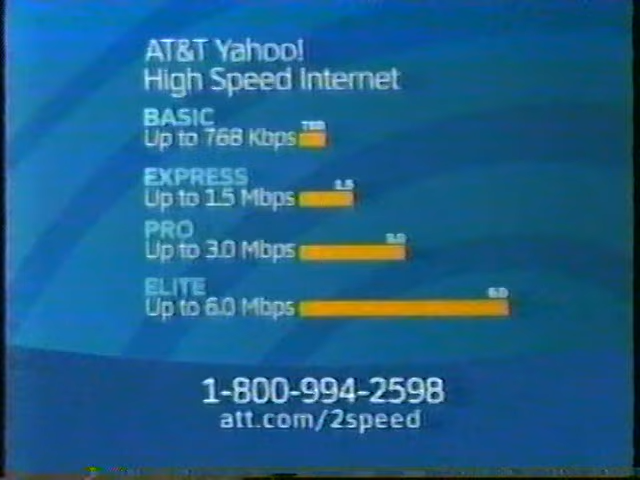 AT&T Yahoo!
High Speed Internet
BASIC
768
Up to 768 Kbps
EXPRESS
1.5
Up to 1.5 Mbps
PRO
3.0
Up to 3.0 Mbps
ELITE
6.0
Up to 6.0 Mbps
1-800-994-2598
att.com/2speed